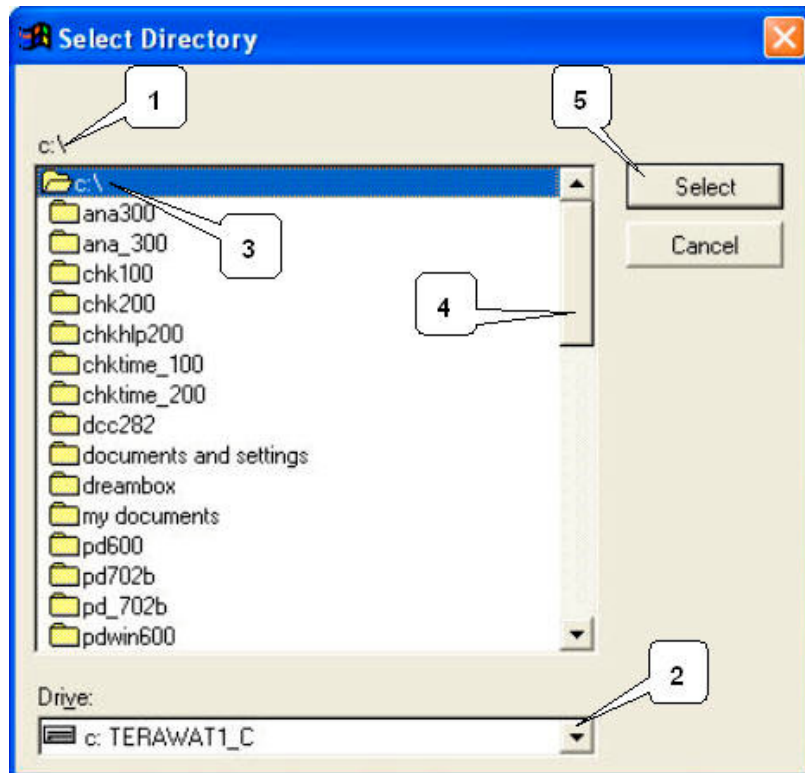 Select Directory
1
5
c:\
c:\
Select
ana300
ana_300
3
Cancel
chk100
chk200
4
chkhlp200
chktime_100
chktime_200
dcc282
documents and settings
dreambox
my documents
pd600
pd702b
pd_702b
pdwin600
2
Drive:
c: TERAWAT1_C